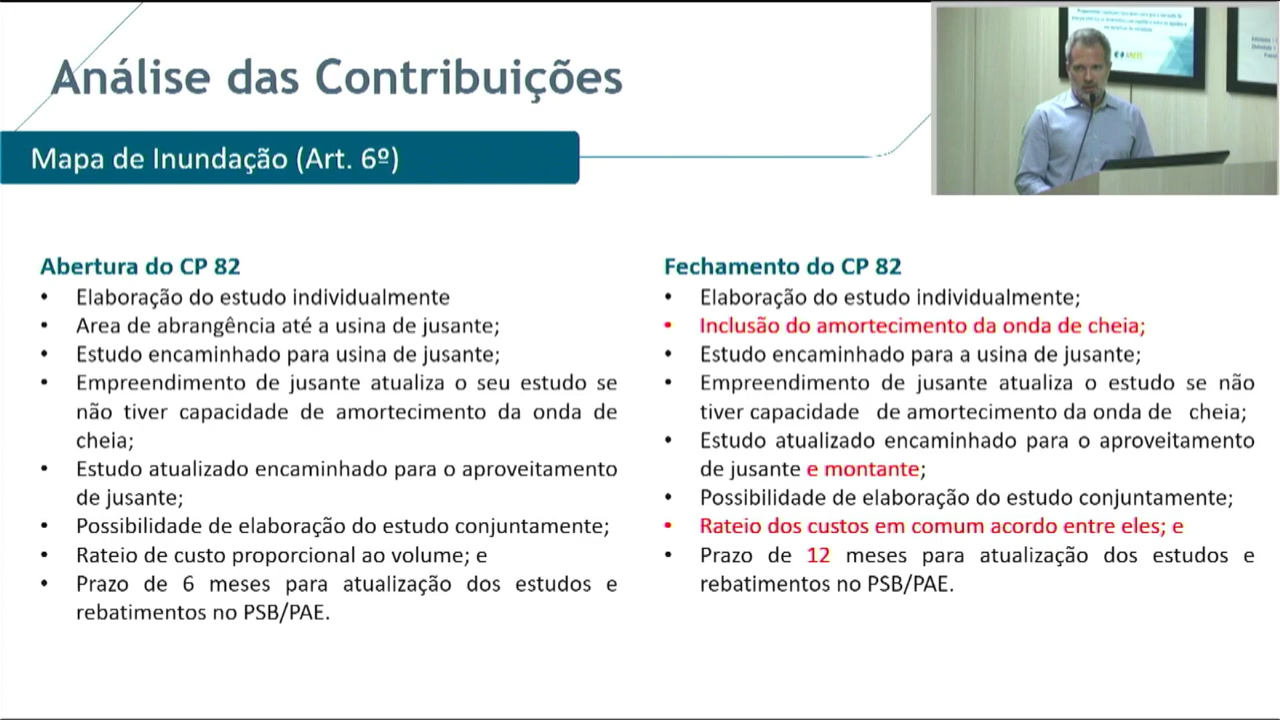 Análise das Contribuições
Mapa de Inundação (Art. 6º)
Abertura do CP 82
• Elaboração do estudo individualmente
• Area de abrangência até a usina de jusante;
• Estudo encaminhado para usina de jusante;
• Empreendimento de jusante atualiza o seu estudo se
não tiver capacidade de amortecimento da onda de
cheia;
• Estudo atualizado encaminhado para o aproveitamento
de jusante;
• Possibilidade de elaboração do estudo conjuntamente;
• Rateio de custo proporcional ao volume; e
• Prazo de 6 meses para atualização dos estudos e
rebatimentos no PSB/PAE.
Fechamento do CP 82
• Elaboração do estudo individualmente;
• Inclusão do amortecimento da onda de cheia;
• Estudo encaminhado para a usina de jusante;
• Empreendimento de jusante atualiza o estudo se não
tiver capacidade de amortecimento da onda de cheia;
• Estudo atualizado encaminhado para o aproveitamento
de jusante e montante;
• Possibilidade de elaboração do estudo conjuntamente;
• Rateio dos custos em comum acordo entre eles; e
• Prazo de 12 meses para atualização dos estudos e
rebatimentos no PSB/PAE.